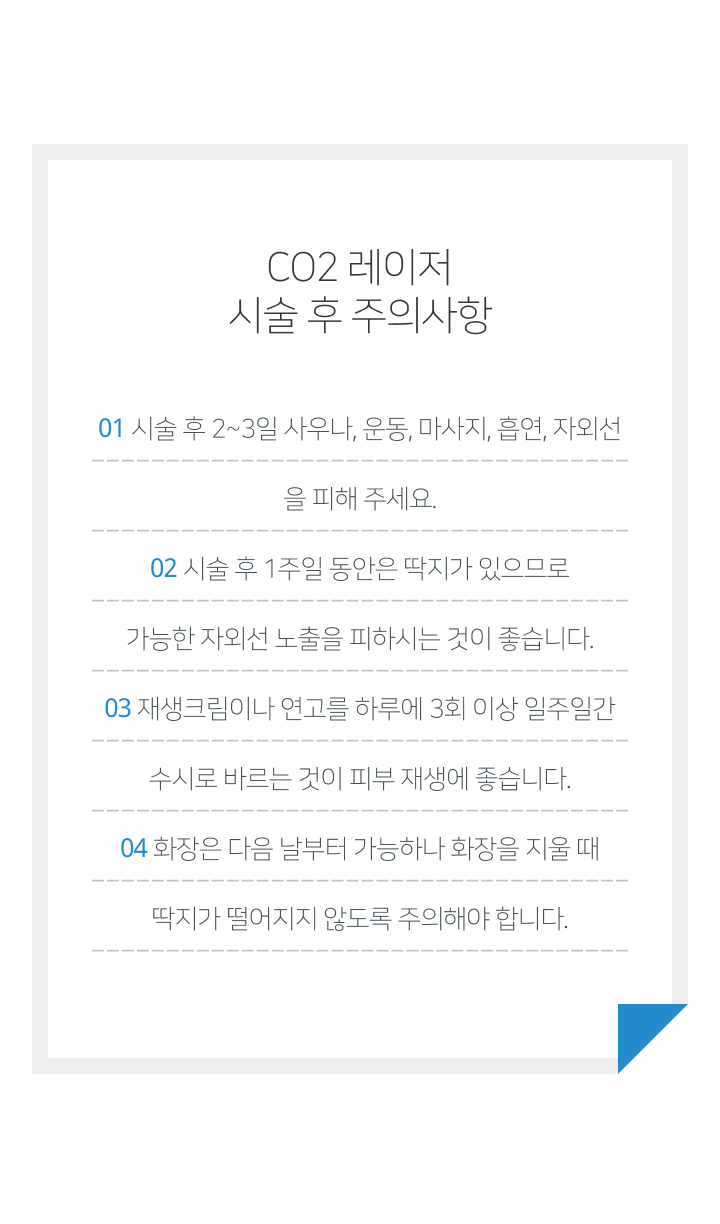 CO2 레이저
시술 후 주의사항
01 시술 후 2~3일 사우나, 운동, 마사지, 흡연, 자외선
을 피해 주세요.
02 시술 후 1주일 동안은 딱지가 있으므로
가능한 자외선 노출을 피하시는 것이 좋습니다.
03 재생크림이나 연고를 하루에 3회 이상 일주일간
수시로 바르는 것이 피부 재생에 좋습니다.
04 화장은 다음 날부터 가능하나 화장을 지울 때
딱지가 떨어지지 않도록 주의해야 합니다.